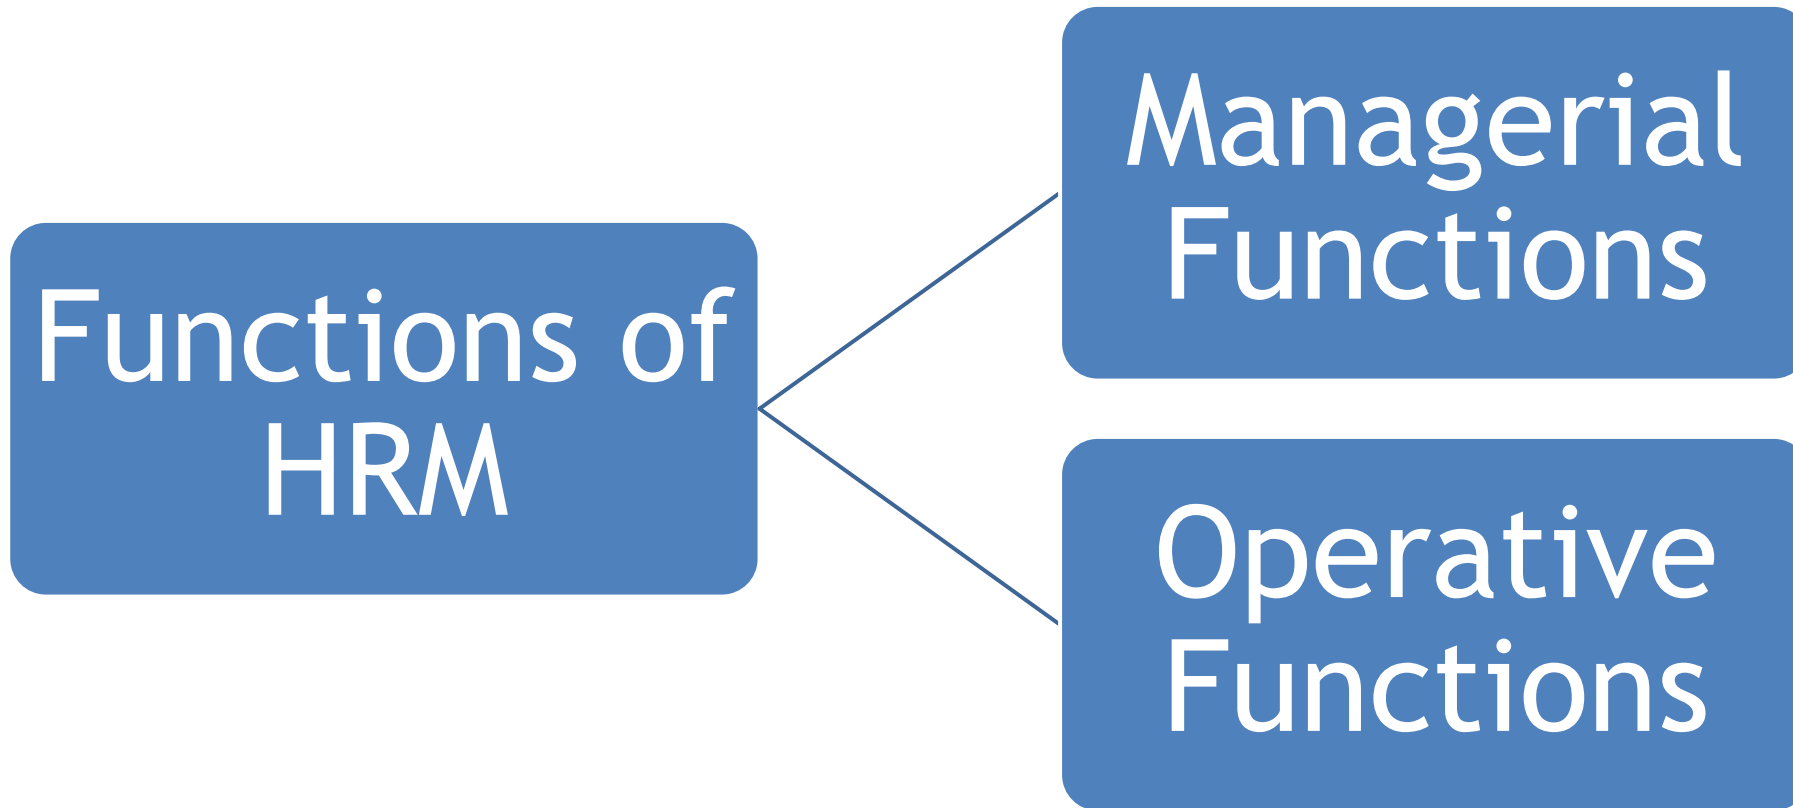 Functions of
HRM
Managerial
Functions
Operative
Functions